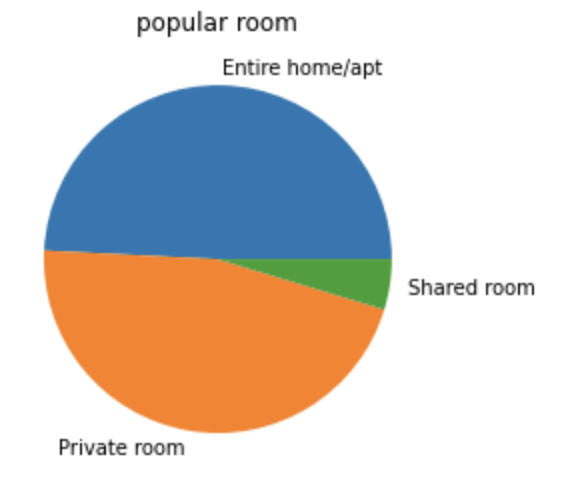 popular room
Entire home/apt
Shared room
Private room